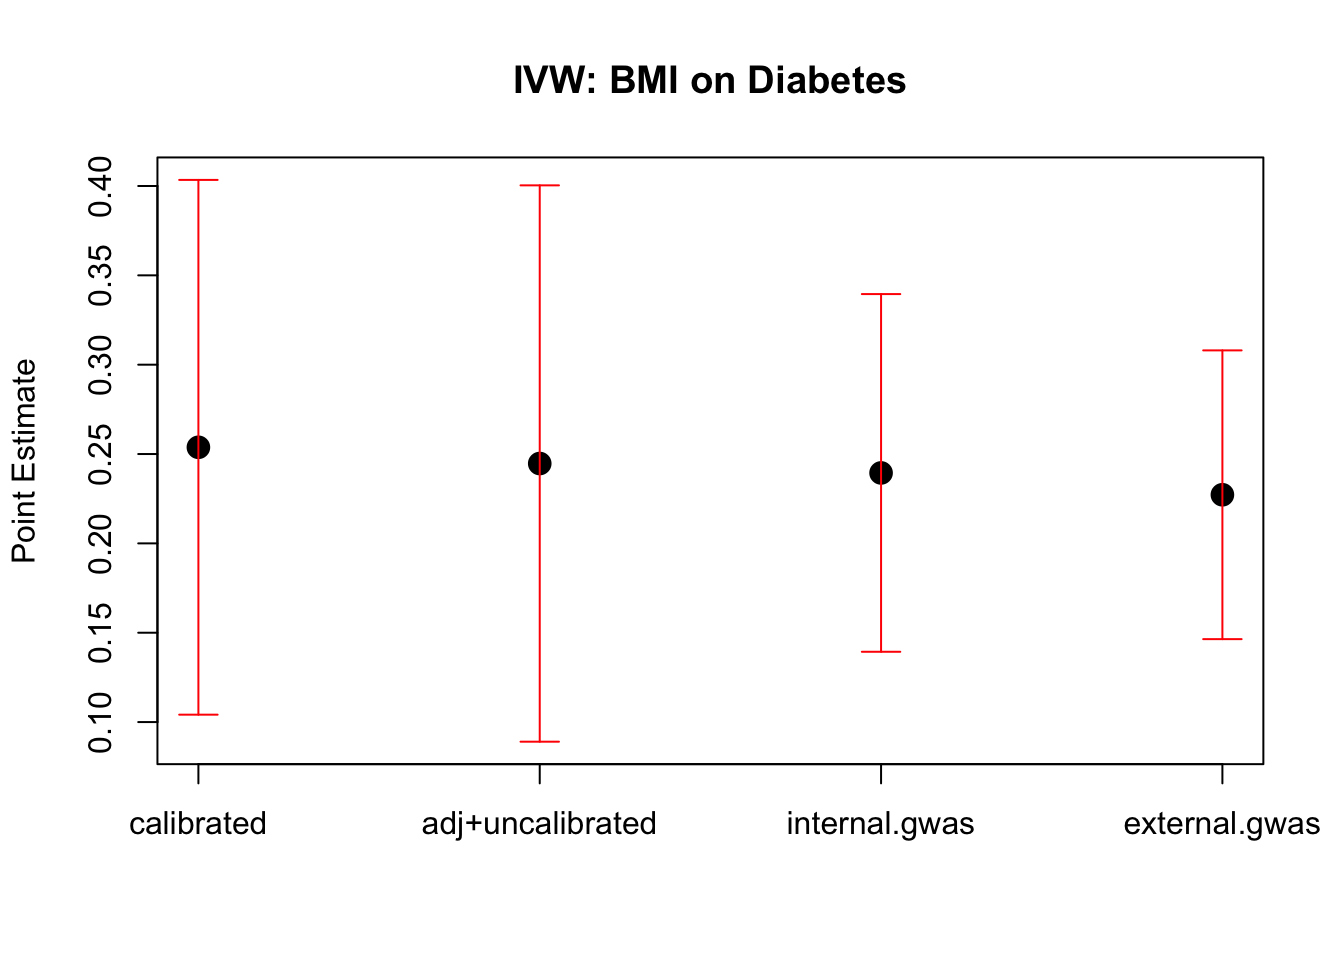 IVW: BMI on Diabetes
Point Estimate
0.40
0.35
0.30
0.25
0.20
0.15
0.10
calibrated
adj+uncalibrated
internal.gwas
external.gwas